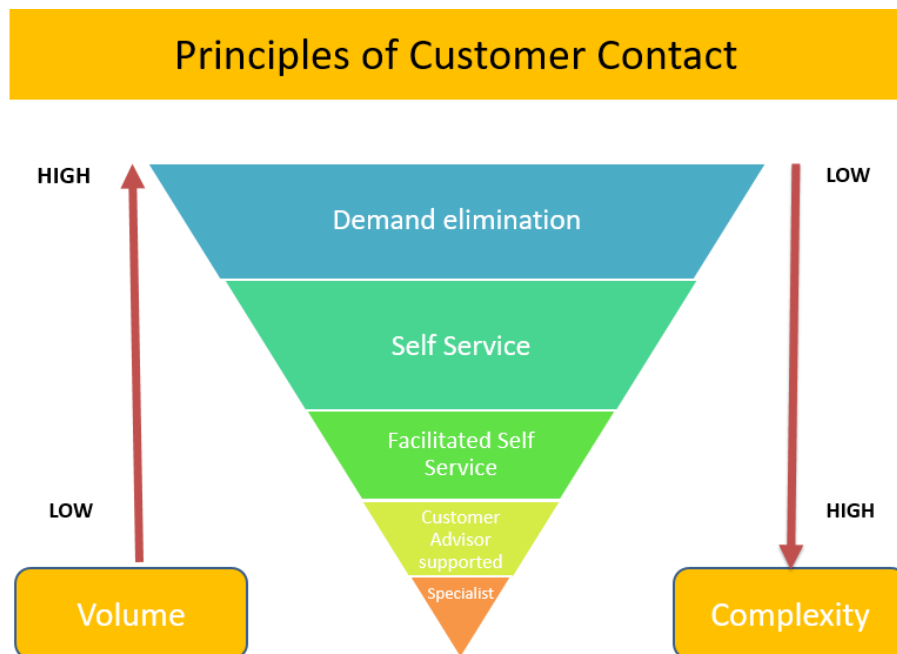 Principles of Customer Contact
HIGH
LOW
Demand elimination
Self Service
Facilitated Self
Service
LOW
HIGH
Customer
Advisor
supported
Specialist
Volume
Complexity